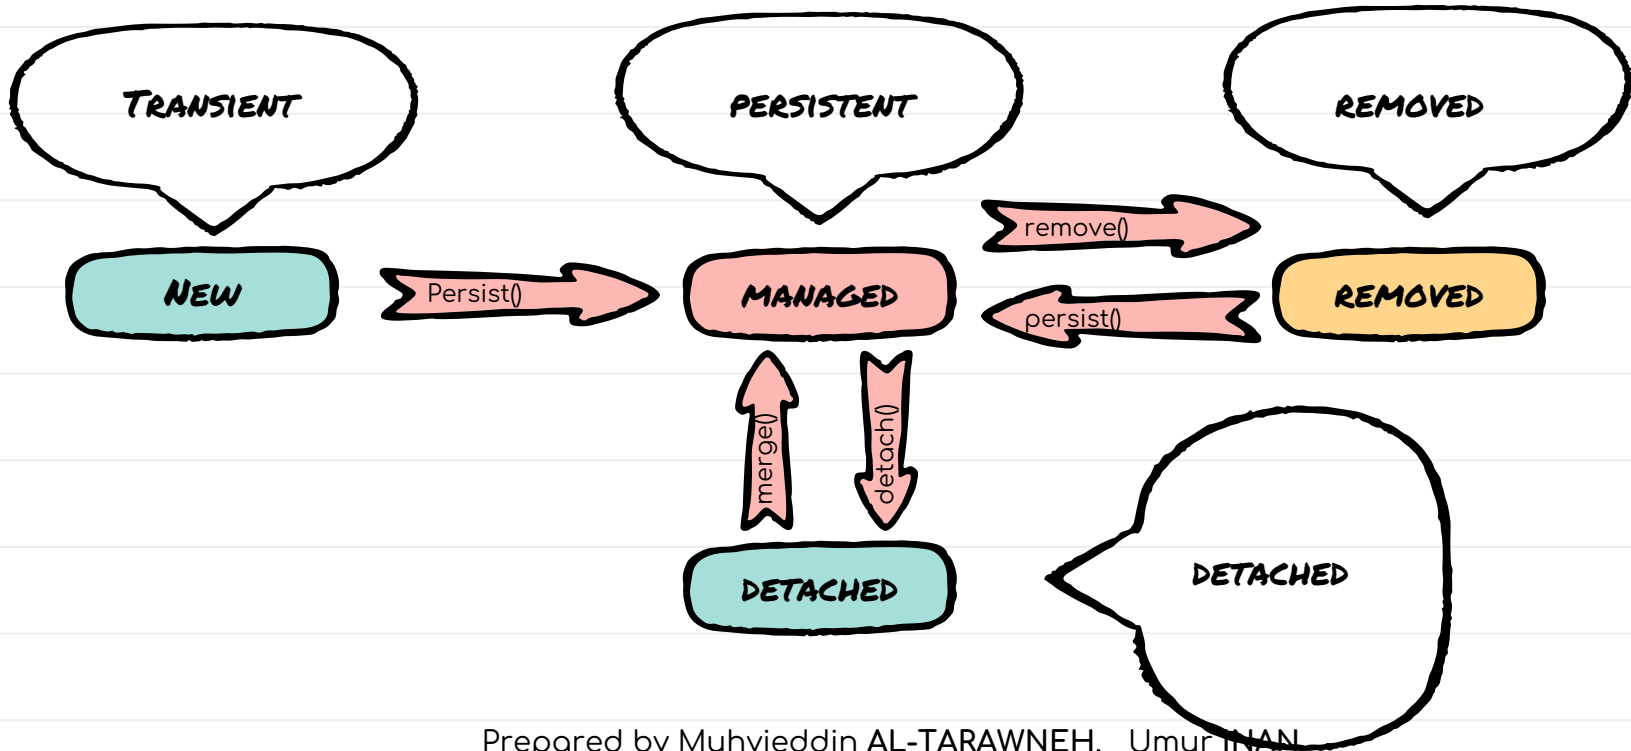 Transient
persistent
removed
remove()
New
Persist()
managed
removed
persist()
merge()
detach()
detached
detached
Prepared by Muhyieddin AL-TARAWNEH, Umur INAN